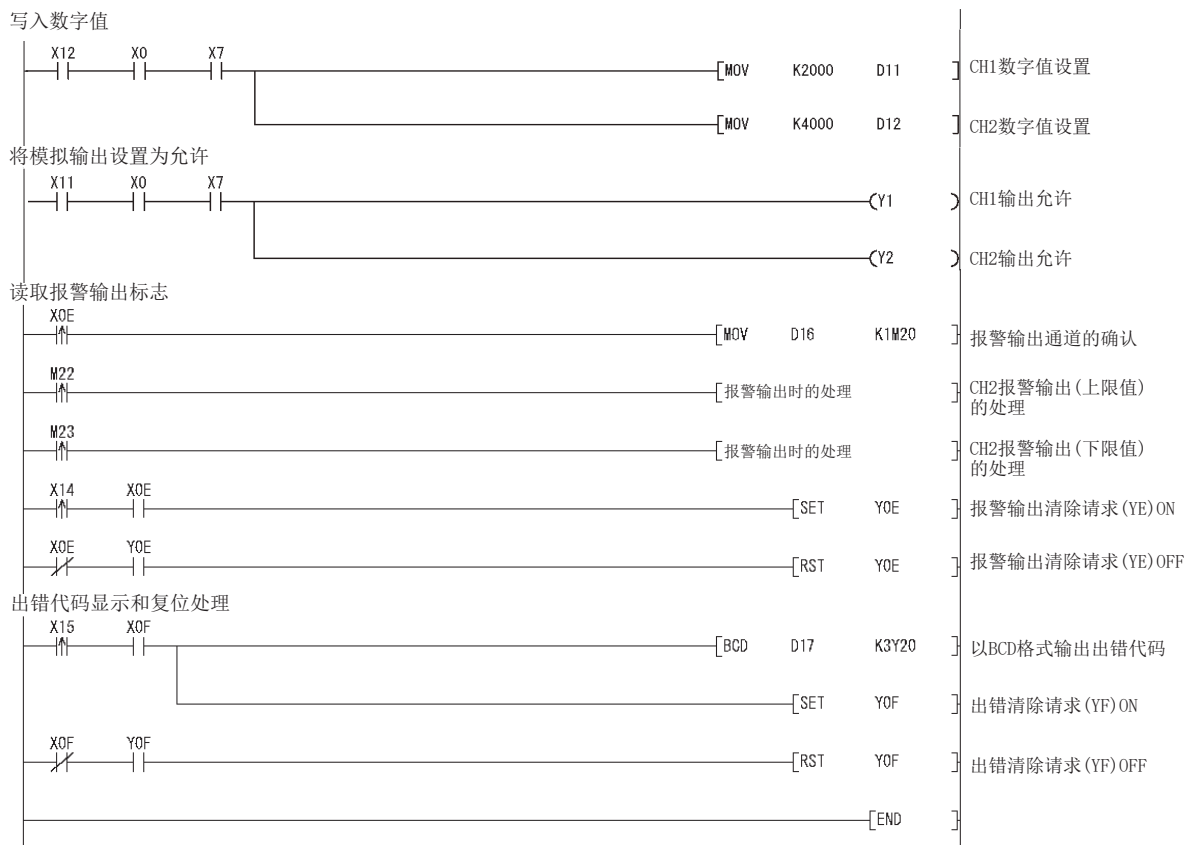 写入数字值
X12 X0 X7
MOV K2000 D11 CH1数字值设置
MOV K4000 D12 CH2数字值设置
将模拟输出设置为允许
X11 X0 X7
Y1 CH1输出允许
Y2 CH2输出允许
读取报警输出标志
X0E
MOV D16 K1M20 报警输出通道的确认
M22
报警输出时的处理 CH2报警输出(上限值)
的处理
M23
报警输出时的处理 CH2报警输出(下限值)
的处理
X14 X0E
SET Y0E 报警输出清除请求(YE)ON
X0E Y0E
RST Y0E 报警输出清除请求(YE)OFF
出错代码显示和复位处理
X15 X0F
BCD D17 K3Y20 以BCD格式输出出错代码
SET Y0F 出错清除请求(YF)ON
X0F Y0F
RST Y0F 出错清除请求(YF)OFF
END